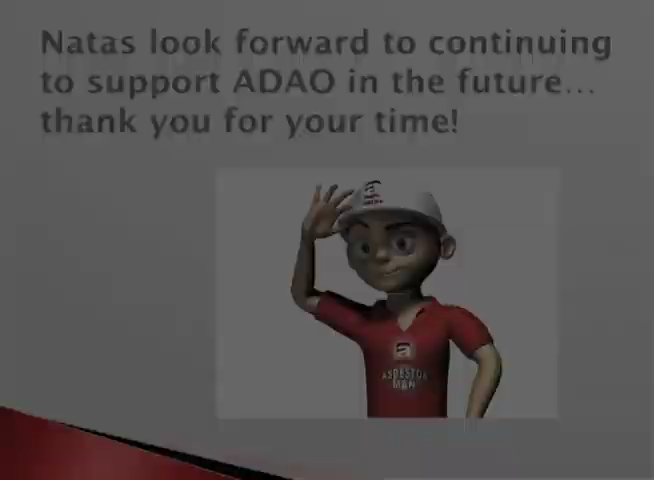 Natas look forward to continuing
to support ADAO in the future...
thank you for your time!
a
a
ASBESTOS
MAN